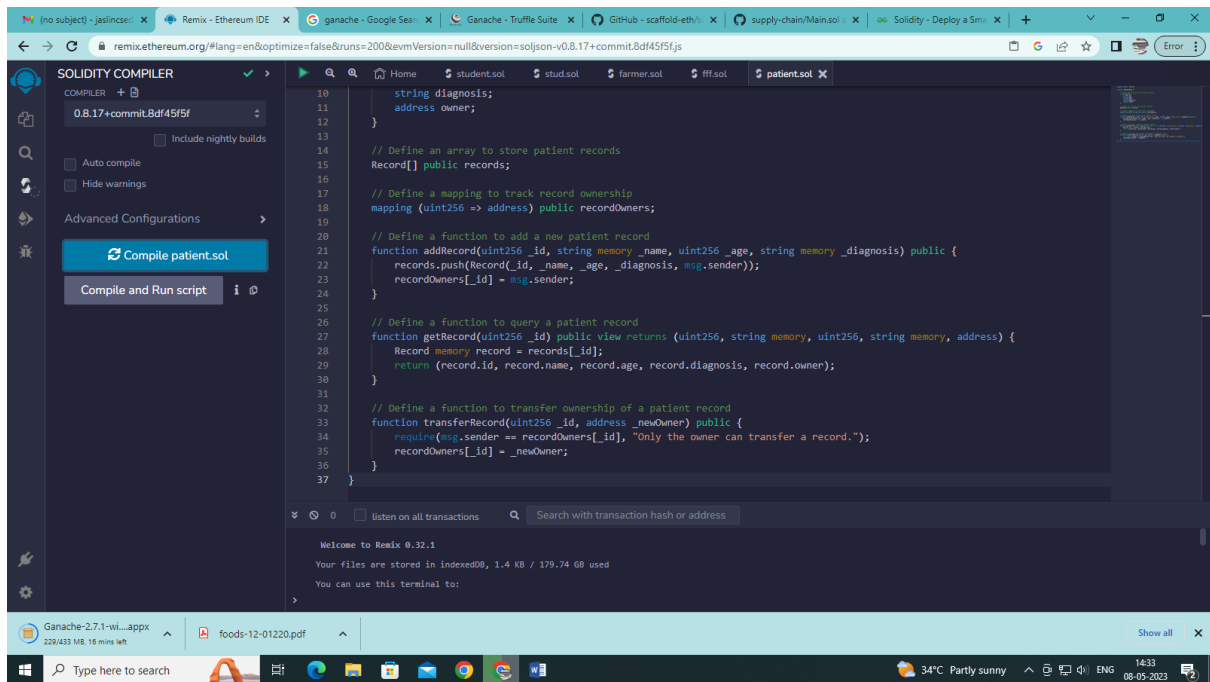 (no subject) - jaslincsed
Remix - Ethereum IDE
ganache - Google Sear
Ganache - Truffle Suite
GitHub - scaffold-eth/sc
supply-chain/Main.sol
Solidity - Deploy a Sma
remix.ethereum.org/#lang=en&optimize=false&runs=200&evmVersion=null&version=soljson-v0.8.17+commit.8df45f5f.js
Error
SOLIDITY COMPILER
COMPILER
0.8.17+commit.8df45f5f
Include nightly builds
Auto compile
Hide warnings
Advanced Configurations
Compile patient.sol
Compile and Run script
Home
student.sol
stud.sol
farmer.sol
fff.sol
patient.sol
10 string diagnosis;
11 address owner;
12 }
13
14 // Define an array to store patient records
15 Record[] public records;
16
17 // Define a mapping to track record ownership
18 mapping (uint256 => address) public recordOwners;
19
20 // Define a function to add a new patient record
21 function addRecord(uint256 _id, string memory _name, uint256 _age, string memory _diagnosis) public {
22 records.push(Record(_id, _name, _age, _diagnosis, msg.sender));
23 recordOwners[_id] = msg.sender;
24 }
25
26 // Define a function to query a patient record
27 function getRecord(uint256 _id) public view returns (uint256, string memory, uint256, string memory, address) {
28 Record memory record = records[_id];
29 return (record.id, record.name, record.age, record.diagnosis, record.owner);
30 }
31
32 // Define a function to transfer ownership of a patient record
33 function transferRecord(uint256 _id, address _newOwner) public {
34 require(msg.sender == recordOwners[_id], "Only the owner can transfer a record.");
35 recordOwners[_id] = _newOwner;
36 }
37 }
0
listen on all transactions
Search with transaction hash or address
Welcome to Remix 0.32.1
Your files are stored in indexedDB, 1.4 KB / 179.74 GB used
You can use this terminal to:
>
Ganache-2.7.1-wi....appx
229/433 MB, 16 mins left
foods-12-01220.pdf
Show all
Type here to search
34°C Partly sunny
ENG
14:33
08-05-2023
2